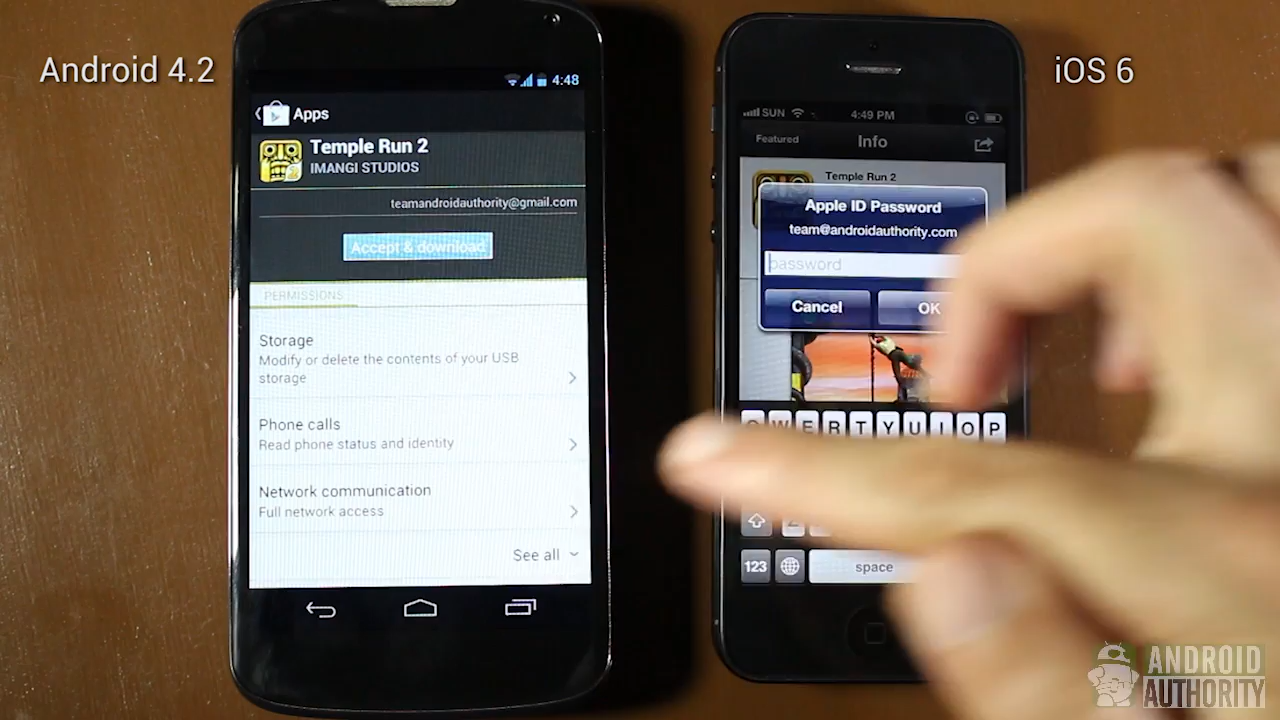 Android 4.2
4:48
Apps
Temple Run 2
IMANGI STUDIOS
teamandroidauthority@gmail.com
Accept & download
PERMISSIONS
Storage
Modify or delete the contents of your USB
storage
Phone calls
Read phone status and identity
Network communication
Full network access
See all
iOS 6
SUN
4:49 PM
Featured
Info
Temple Run 2
Apple ID Password
team@androidauthority.com
password
Cancel
OK
Q W E R T Y U I O P
Z
123
space
ANDROID
AUTHORITY